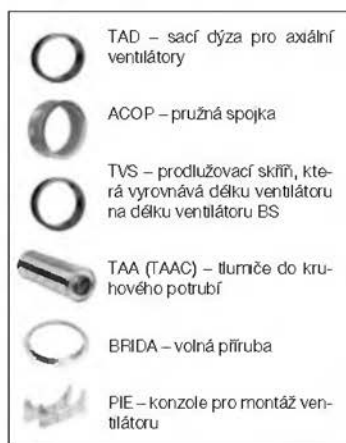 TAD – sací dýza pro axiální
ventilátory
ACOP – pružná spojka
TVS – prodlužovací skříň, kte-
rá vyrovnává délku ventilátoru
na délku ventilátoru BS
TAA (TAAC) – tlumiče do kru-
hového potrubí
BRIDA – volná příruba
PIE – konzole pro montáž ven-
tilátoru